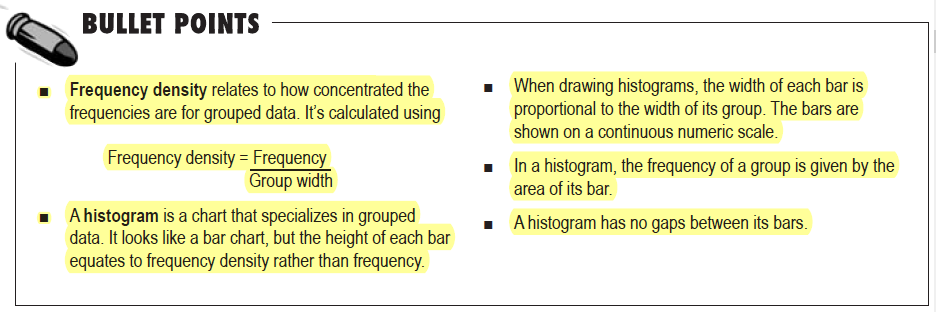 BULLET POINTS
■ Frequency density relates to how concentrated the
frequencies are for grouped data. It’s calculated using
Frequency density = Frequency
Group width
■ A histogram is a chart that specializes in grouped
data. It looks like a bar chart, but the height of each bar
equates to frequency density rather than frequency.
■ When drawing histograms, the width of each bar is
proportional to the width of its group. The bars are
shown on a continuous numeric scale.
■ In a histogram, the frequency of a group is given by the
area of its bar.
■ A histogram has no gaps between its bars.